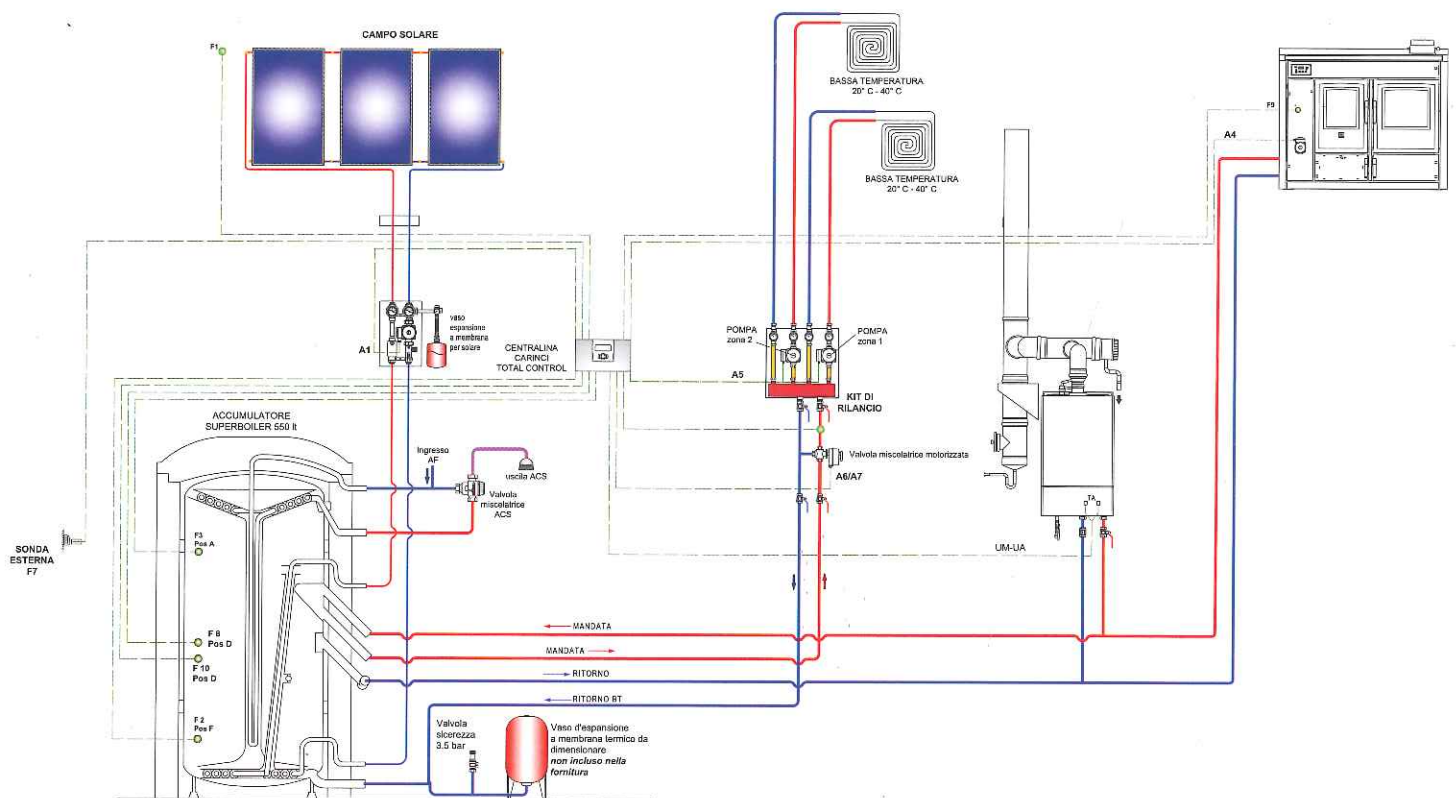 CAMPO SOLARE
F1
BASSA TEMPERATURA
20° C - 40° C
BASSA TEMPERATURA
20° C - 40° C
F9
A4
vaso
espansione
a membrana
per solare
A1
CENTRALINA
CARINCI
TOTAL CONTROL
POMPA
zona 2
POMPA
zona 1
A5
KIT DI
RILANCIO
Valvola miscelatrice motorizzata
A6/A7
ACCUMULATORE
SUPERBOILER 550 lt
Ingresso
AF
uscita ACS
Valvola
miscelatrice
ACS
TA
UM-UA
F3
Pos A
SONDA
ESTERNA
F7
F 8
Pos D
F 10
Pos D
F 2
Pos F
MANDATA
MANDATA
RITORNO
RITORNO BT
Valvola
sicerezza
3.5 bar
Vaso d'espansione
a membrana termico da
dimensionare
non incluso nella
fornitura